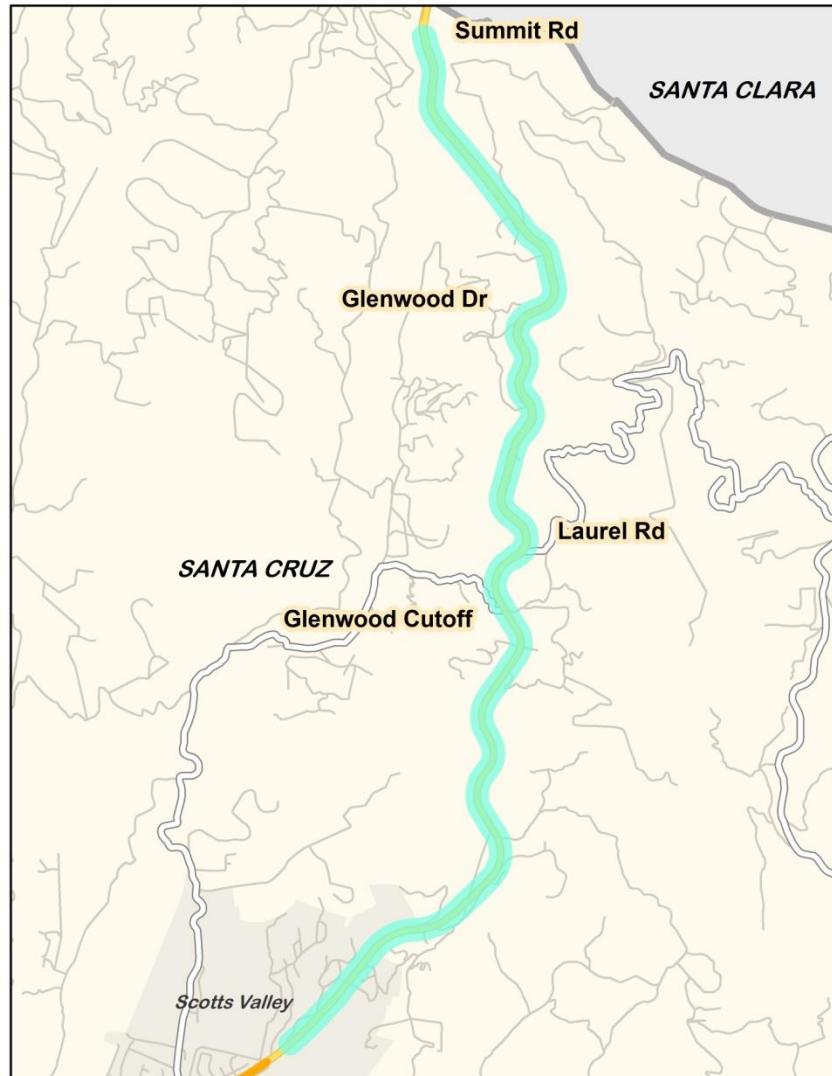 Summit Rd
SANTA CLARA
Glenwood Dr
Laurel Rd
SANTA CRUZ
Glenwood Cutoff
Scotts Valley